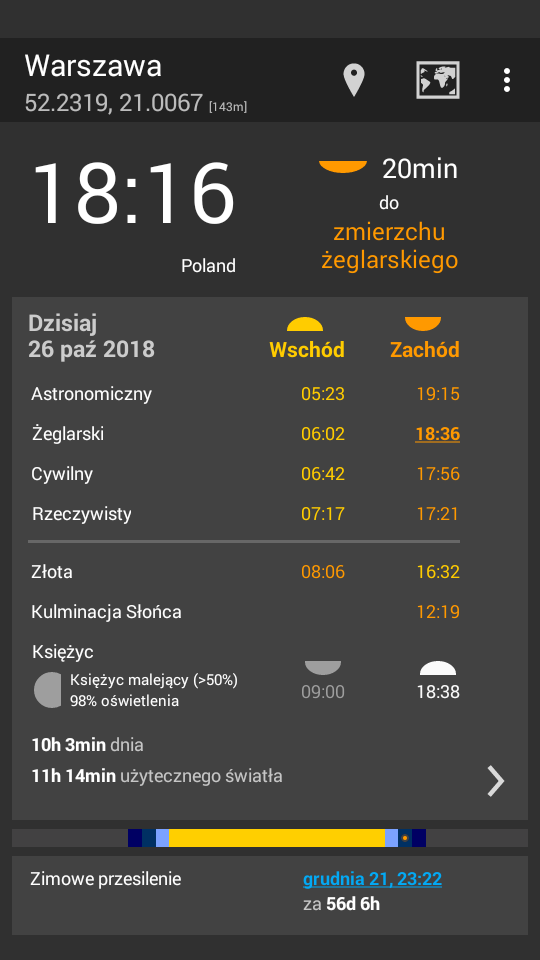 Warszawa
52.2319, 21.0067 [143m]
18:16
Poland
20min
do
zmierzchu
żeglarskiego
Dzisiaj
26 paź 2018
Wschód Zachód
Astronomiczny 05:23 19:15
Żeglarski 06:02 18:36
Cywilny 06:42 17:56
Rzeczywisty 07:17 17:21
Złota 08:06 16:32
Kulminacja Słońca 12:19
Księżyc
Księżyc malejący (>50%)
98% oświetlenia
09:00 18:38
10h 3min dnia
11h 14min użytecznego światła
Zimowe przesilenie grudnia 21, 23:22
za 56d 6h